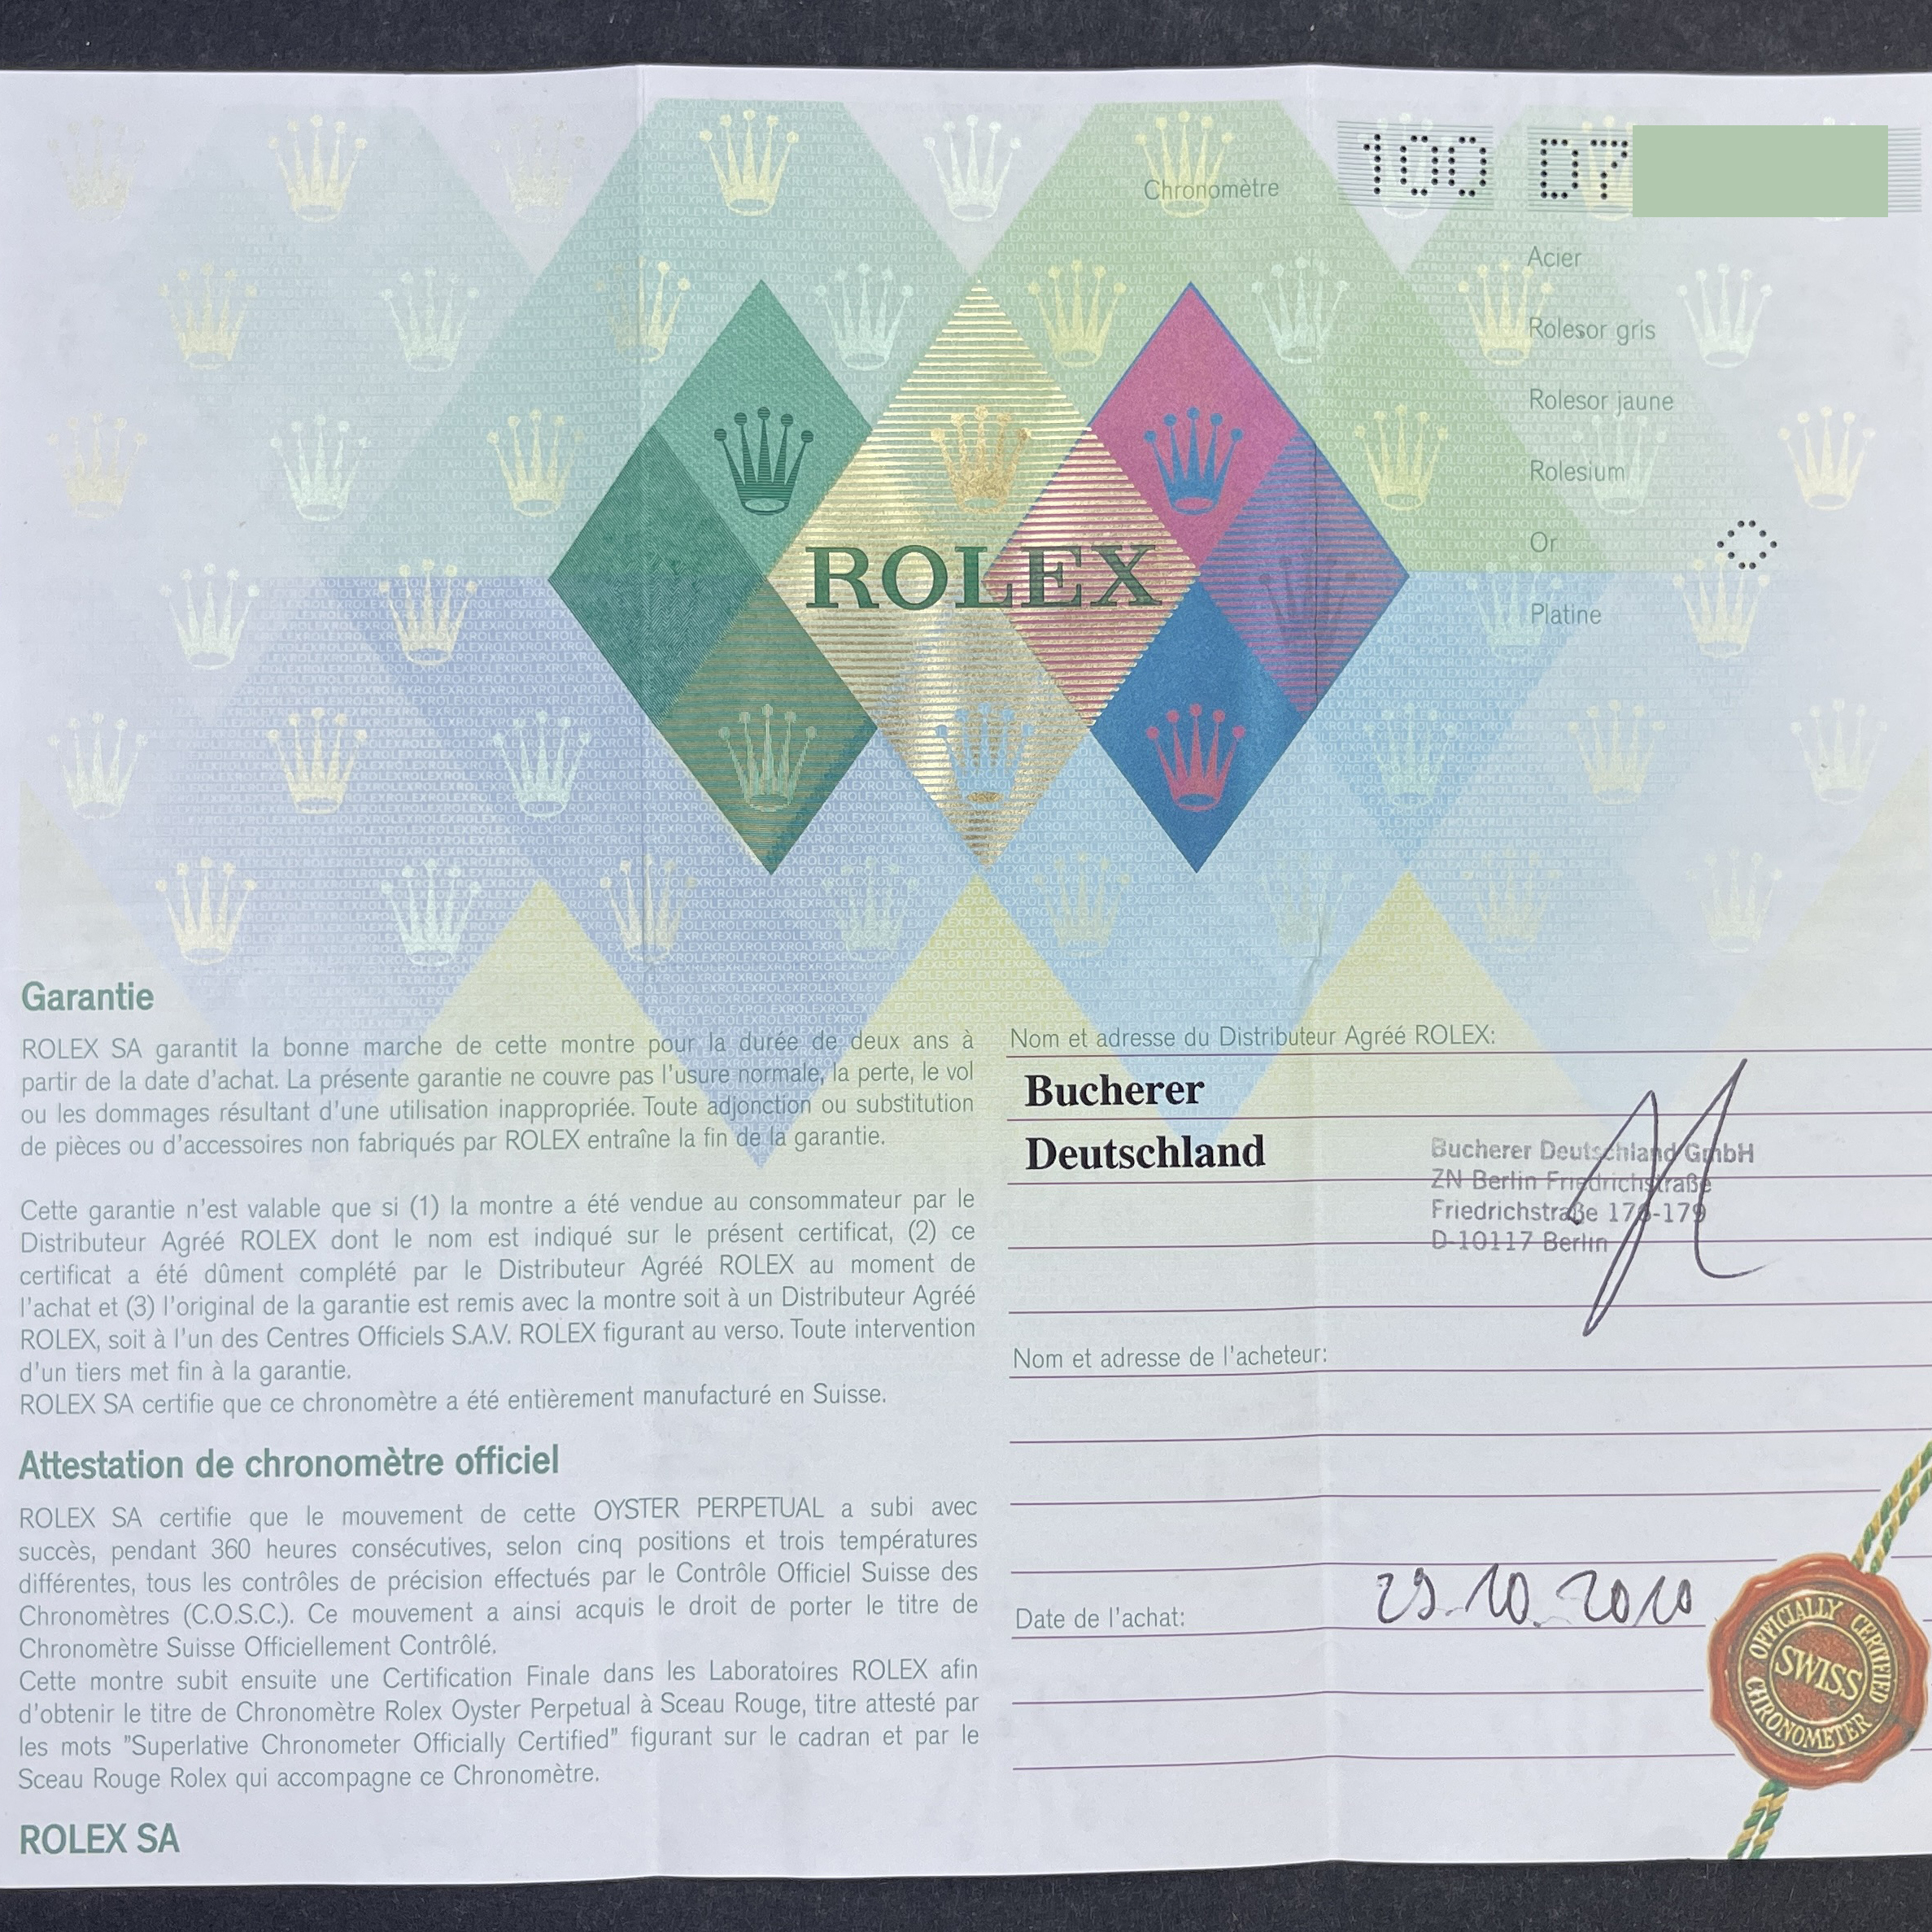 Chronomètre 100 D7
Acier
Rolesor gris
Rolesor jaune
Rolesium
Or
Platine
ROLEX
Garantie
ROLEX SA garantit la bonne marche de cette montre pour la durée de deux ans à
partir de la date d'achat. La présente garantie ne couvre pas l'usure normale, la perte, le vol
ou les dommages résultant d'une utilisation inappropriée. Toute adjonction ou substitution
de pièces ou d'accessoires non fabriqués par ROLEX entraîne la fin de la garantie.
Cette garantie n'est valable que si (1) la montre a été vendue au consommateur par le
Distributeur Agréé ROLEX dont le nom est indiqué sur le présent certificat, (2) ce
certificat a été dûment complété par le Distributeur Agréé ROLEX au moment de
l'achat et (3) l'original de la garantie est remis avec la montre soit à un Distributeur Agréé
ROLEX, soit à l'un des Centres Officiels S.A.V. ROLEX figurant au verso. Toute intervention
d'un tiers met fin à la garantie.
ROLEX SA certifie que ce chronomètre a été entièrement manufacturé en Suisse.
Attestation de chronomètre officiel
ROLEX SA certifie que le mouvement de cette OYSTER PERPETUAL a subi avec
succès, pendant 360 heures consécutives, selon cinq positions et trois températures
différentes, tous les contrôles de précision effectués par le Contrôle Officiel Suisse des
Chronomètres (C.O.S.C.). Ce mouvement a ainsi acquis le droit de porter le titre de
Chronomètre Suisse Officiellement Contrôlé.
Cette montre subit ensuite une Certification Finale dans les Laboratoires ROLEX afin
d'obtenir le titre de Chronomètre Rolex Oyster Perpetual à Sceau Rouge, titre attesté par
les mots "Superlative Chronometer Officially Certified" figurant sur le cadran et par le
Sceau Rouge Rolex qui accompagne ce Chronomètre.
ROLEX SA
Nom et adresse du Distributeur Agréé ROLEX:
Bucherer
Deutschland
Bucherer Deutschland GmbH
ZN Berlin Friedrichstraße
Friedrichstraße 176-179
D-10117 Berlin
Nom et adresse de l'acheteur:
Date de l'achat: 29.10.2010
OFFICIALLY CERTIFIED
SWISS
CHRONOMETER